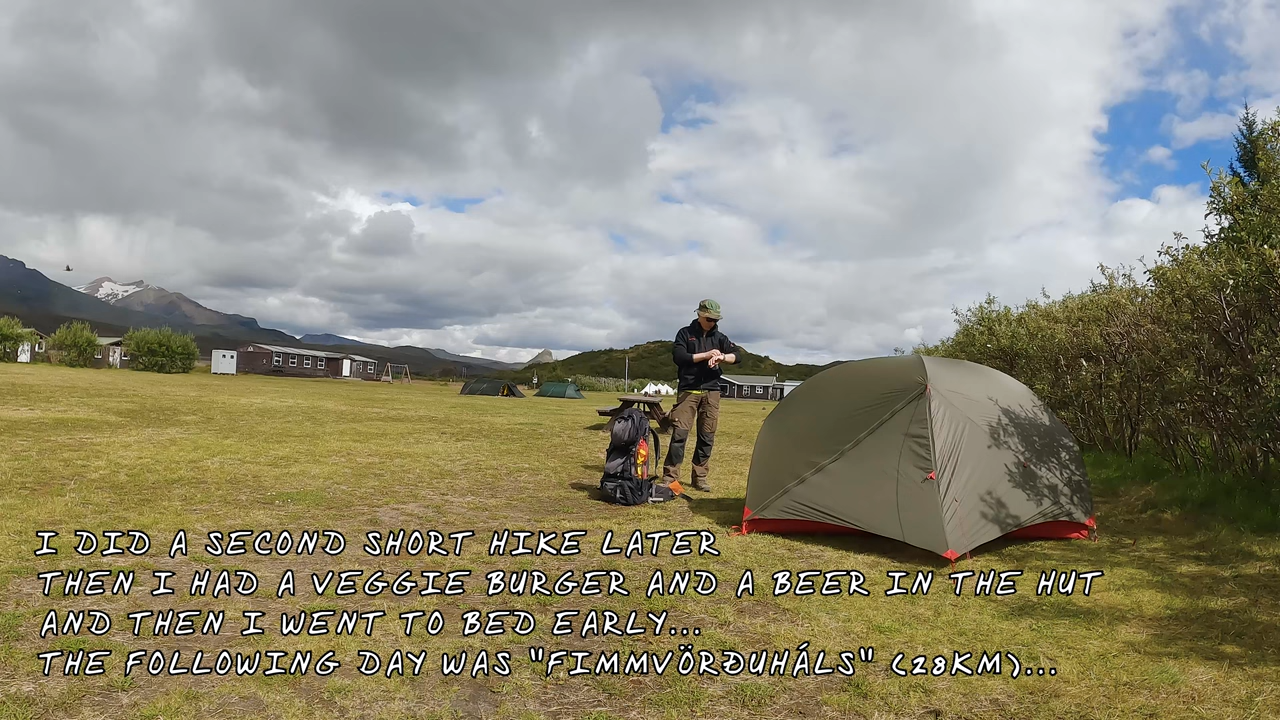 I DID A SECOND SHORT HIKE LATER
THEN I HAD A VEGGIE BURGER AND A BEER IN THE HUT
AND THEN I WENT TO BED EARLY...
THE FOLLOWING DAY WAS "FIMMVÖRÐUHÁLS" (28KM)...